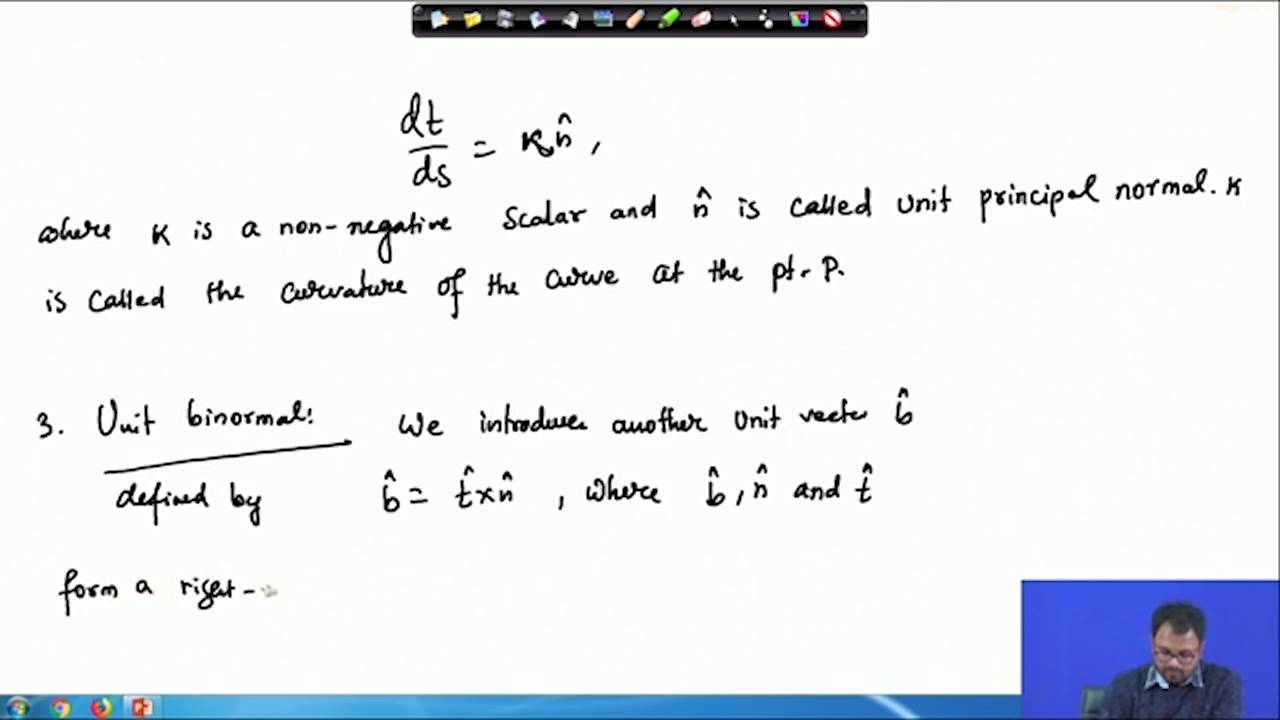 dt/ds = κn̂,
where κ is a non-negative scalar and n̂ is called unit principal normal. κ
is called the curvature of the curve at the pt. P.
3. Unit binormal: We introduce another unit vector b̂
defined by b̂ = t̂×n̂ , where b̂, n̂ and t̂
form a right-